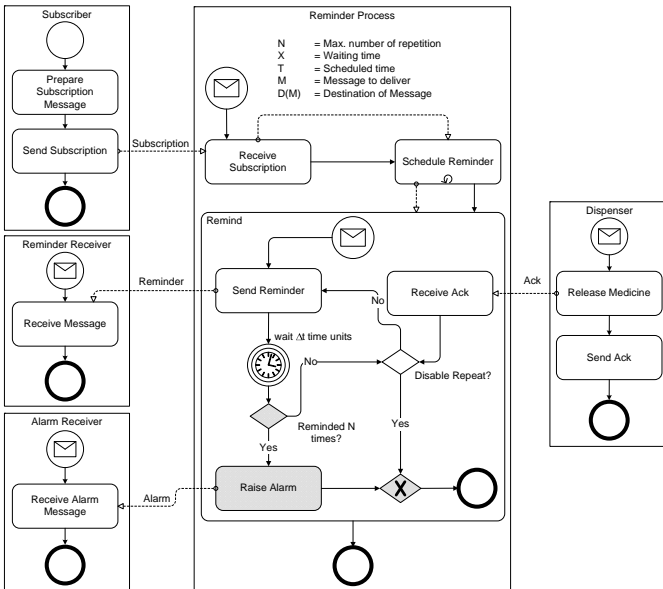 Subscriber
Prepare
Subscription
Message
Send Subscription
Subscription
Reminder Process
N = Max. number of repetition
X = Waiting time
T = Scheduled time
M = Message to deliver
D(M) = Destination of Message
Receive
Subscription
Schedule Reminder
Remind
Reminder Receiver
Receive Message
Reminder
Send Reminder
Receive Ack
No
wait Δt time units
No
Disable Repeat?
Reminded N
times?
Yes
Yes
Raise Alarm
X
Alarm Receiver
Receive Alarm
Message
Alarm
Dispenser
Ack
Release Medicine
Send Ack